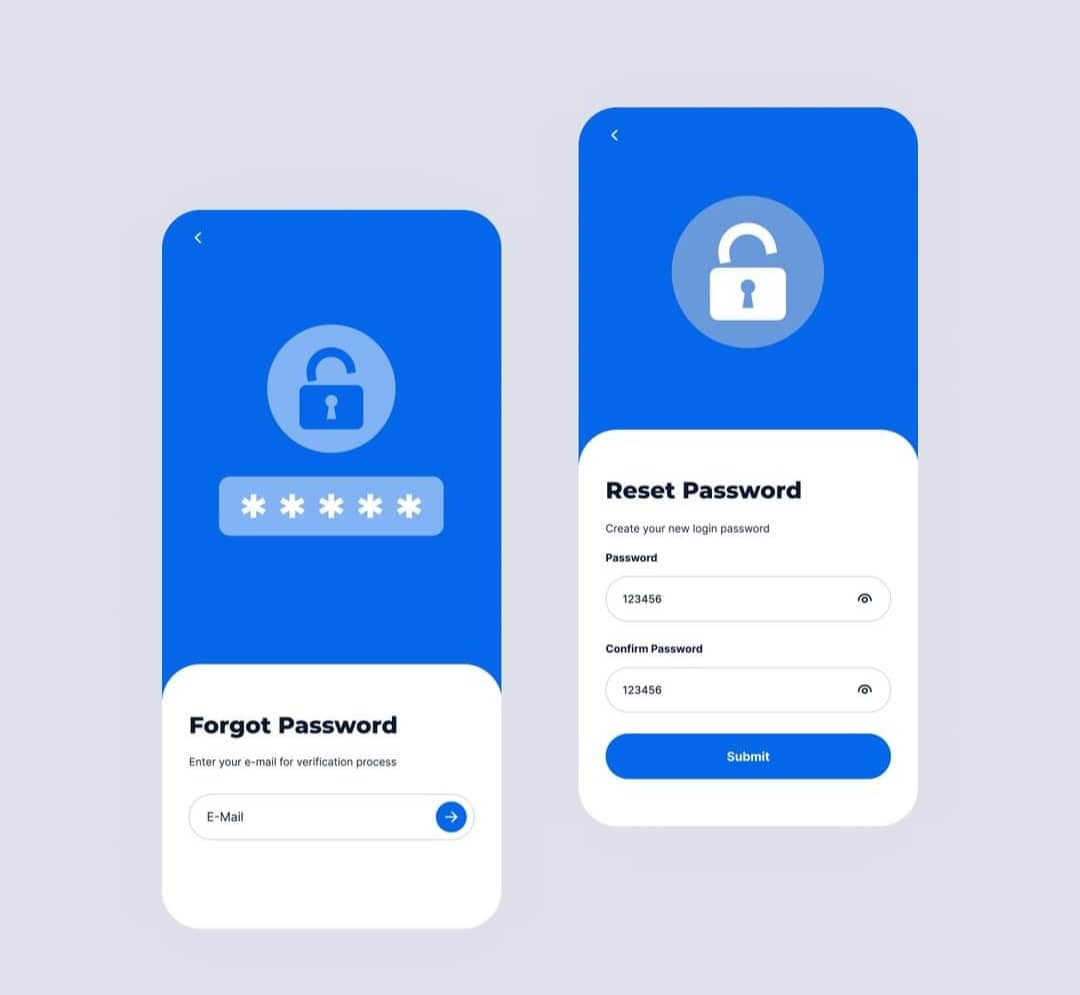 * * * * *
Forgot Password
Enter your e-mail for verification process
E-Mail
Reset Password
Create your new login password
Password
123456
Confirm Password
123456
Submit